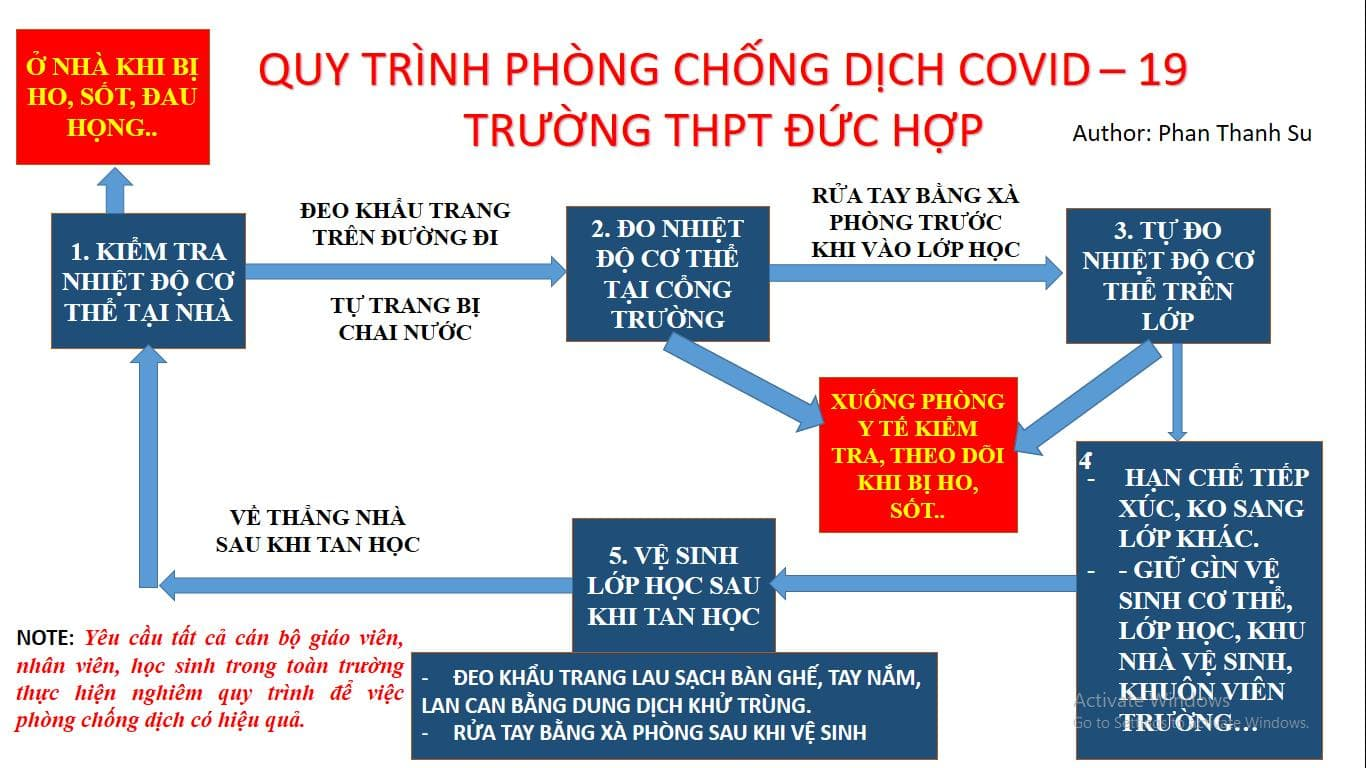 Ở NHÀ KHI BỊ
HO, SỐT, ĐAU
HỌNG..
QUY TRÌNH PHÒNG CHỐNG DỊCH COVID – 19
TRƯỜNG THPT ĐỨC HỢP
Author: Phan Thanh Su
1. KIỂM TRA
NHIỆT ĐỘ CƠ
THỂ TẠI NHÀ
ĐEO KHẨU TRANG
TRÊN ĐƯỜNG ĐI
TỰ TRANG BỊ
CHAI NƯỚC
2. ĐO NHIỆT
ĐỘ CƠ THỂ
TẠI CỔNG
TRƯỜNG
RỬA TAY BẰNG XÀ
PHÒNG TRƯỚC
KHI VÀO LỚP HỌC
3. TỰ ĐO
NHIỆT ĐỘ CƠ
THỂ TRÊN
LỚP
XUỐNG PHÒNG
Y TẾ KIỂM
TRA, THEO DÕI
KHI BỊ HO,
SỐT..
4
- HẠN CHẾ TIẾP
XÚC, KO SANG
LỚP KHÁC.
- - GIỮ GÌN VỆ
SINH CƠ THỂ,
LỚP HỌC, KHU
NHÀ VỆ SINH,
KHUÔN VIÊN
TRƯỜNG…
VỀ THẲNG NHÀ
SAU KHI TAN HỌC
5. VỆ SINH
LỚP HỌC SAU
KHI TAN HỌC
- ĐEO KHẨU TRANG LAU SẠCH BÀN GHẾ, TAY NẮM,
LAN CAN BẰNG DUNG DỊCH KHỬ TRÙNG.
- RỬA TAY BẰNG XÀ PHÒNG SAU KHI VỆ SINH
NOTE: Yêu cầu tất cả cán bộ giáo viên,
nhân viên, học sinh trong toàn trường
thực hiện nghiêm quy trình để việc
phòng chống dịch có hiệu quả.
Activate Windows
Go to Settings to activate Windows.